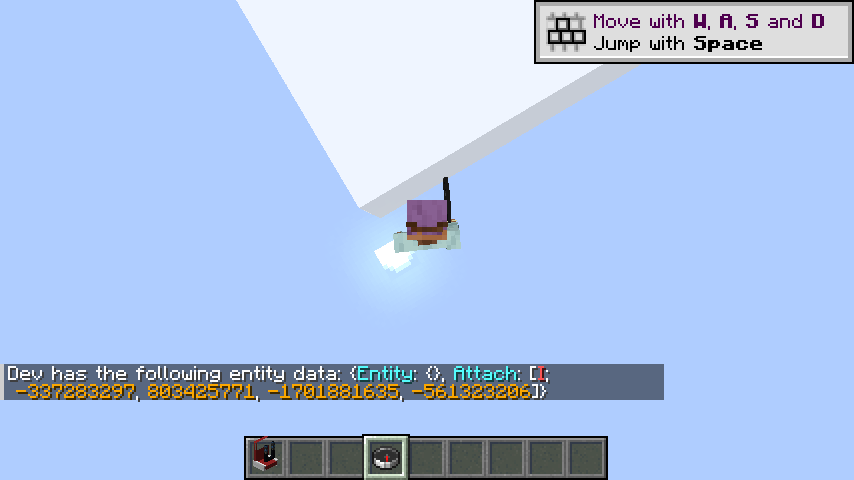 Move with W, A, S and D
Jump with Space
Dev has the following entity data: {Entity: {}, Attach: [I;
-337283297, 803425771, -1701881635, -561323206]}